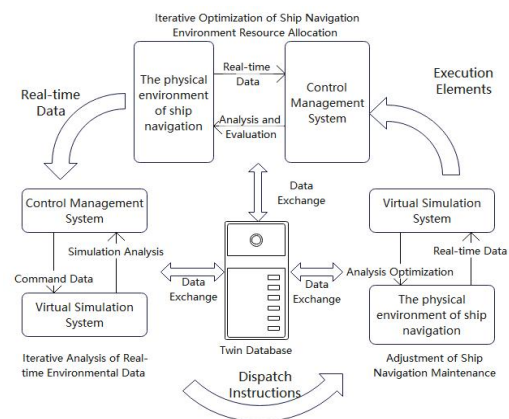 Iterative Optimization of Ship Navigation
Environment Resource Allocation
The physical
environment
of ship
navigation
Real-time
Data
Analysis and
Evaluation
Control
Management
System
Real-time
Data
Execution
Elements
Data
Exchange
Control Management
System
Simulation Analysis
Command Data
Virtual Simulation
System
Iterative Analysis of Real-
time Environmental Data
Data
Exchange
Twin Database
Data
Exchange
Virtual Simulation
System
Real-time Data
Analysis Optimization
The physical
environment of ship
navigation
Adjustment of Ship
Navigation Maintenance
Dispatch
Instructions